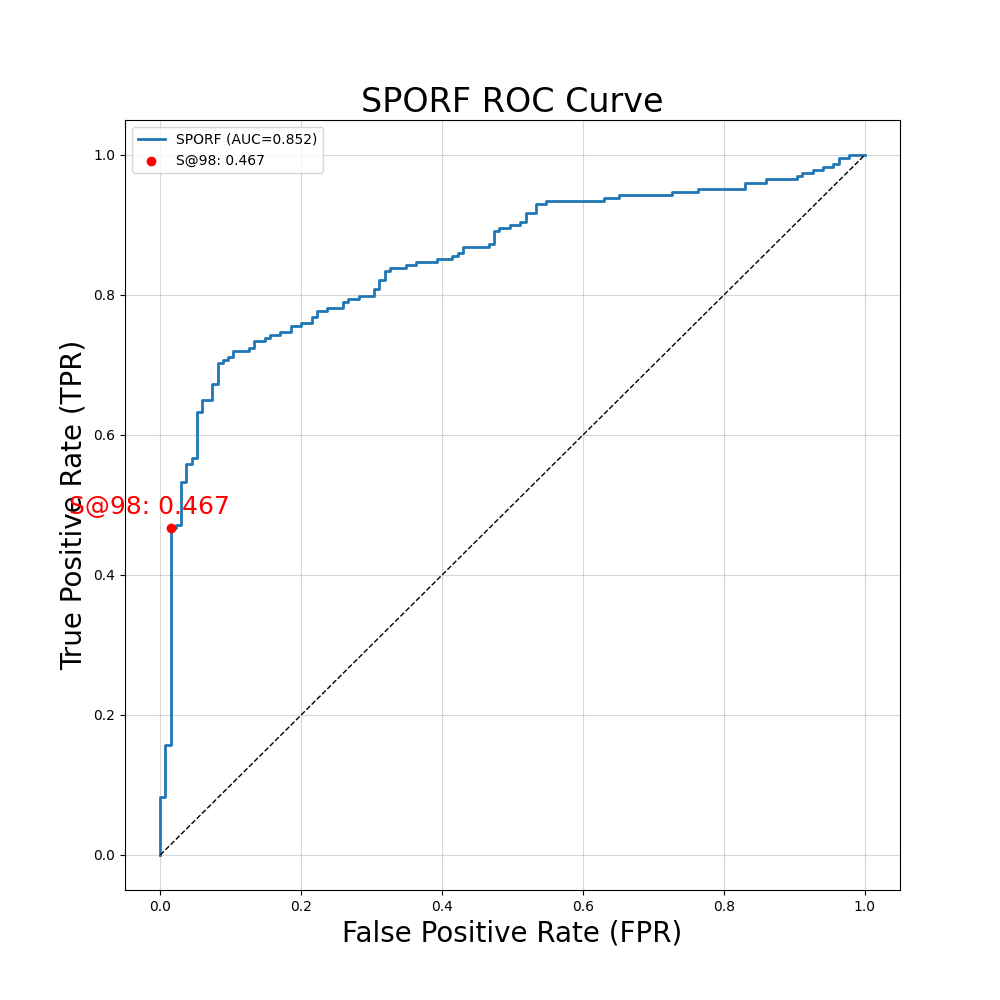 SPORF ROC Curve
SPORF (AUC=0.852)
S@98: 0.467
1.0
0.8
0.6
0.4
0.2
0.0
True Positive Rate (TPR)
S@98: 0.467
0.0 0.2 0.4 0.6 0.8 1.0
False Positive Rate (FPR)